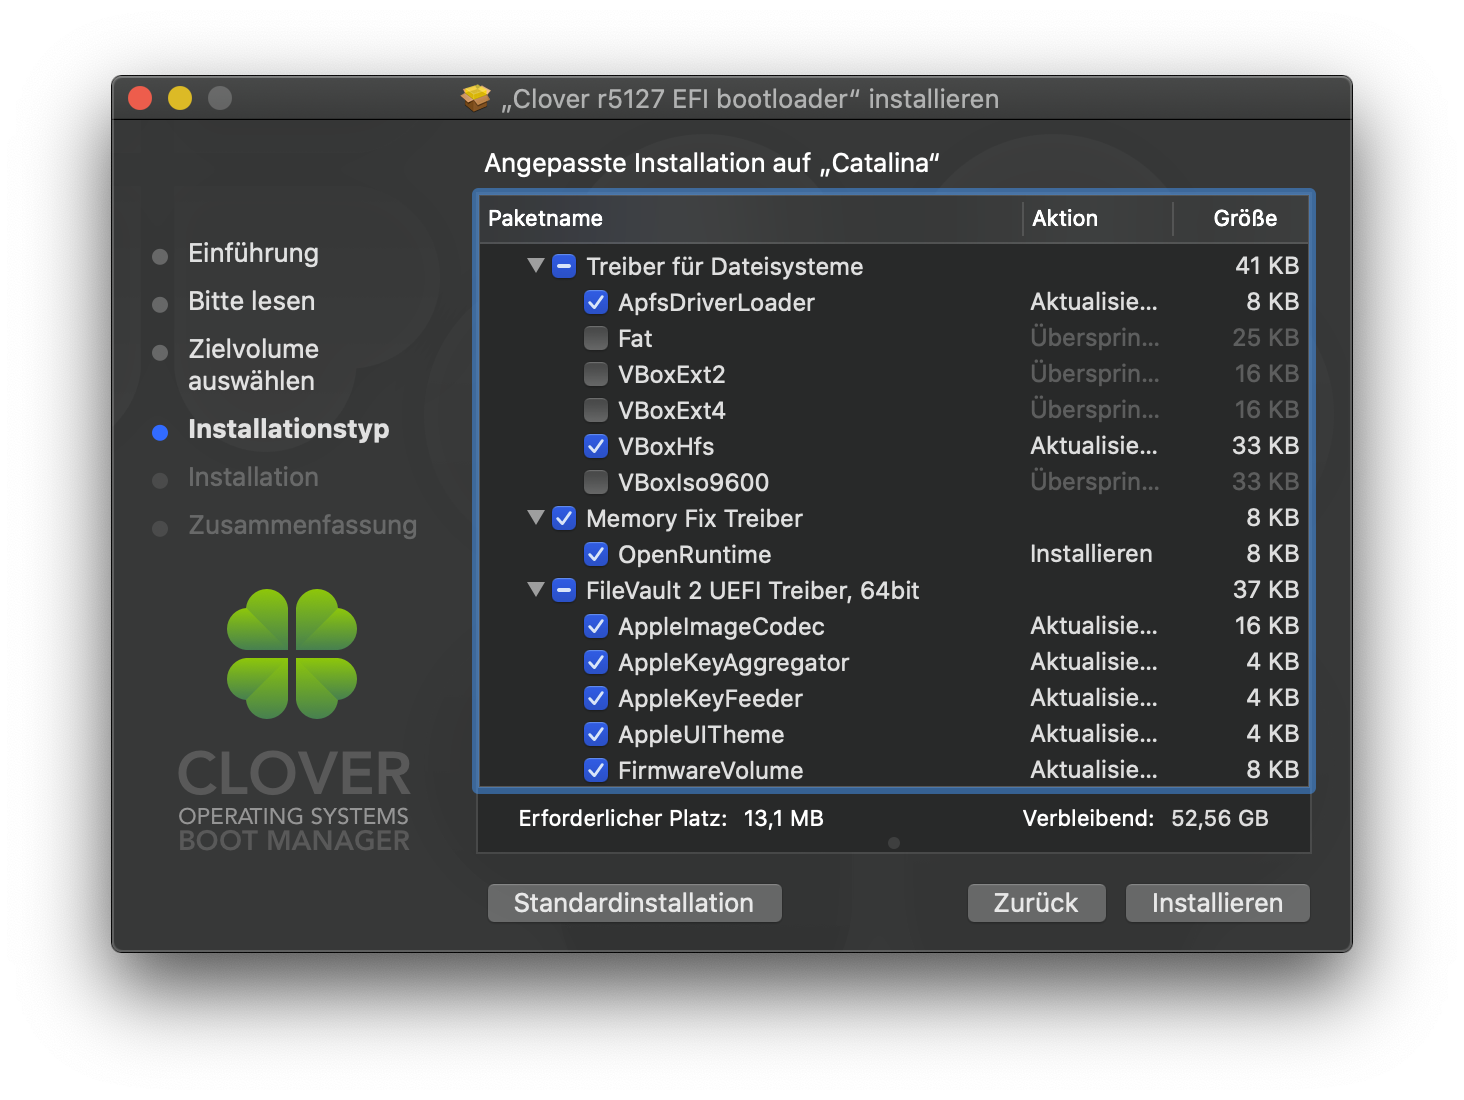 „Clover r5127 EFI bootloader“ installieren
Angepasste Installation auf „Catalina“
Einführung
Bitte lesen
Zielvolume
auswählen
Installationstyp
Installation
Zusammenfassung
CLOVER
OPERATING SYSTEMS
BOOT MANAGER
Paketname Aktion Größe
Treiber für Dateisysteme 41 KB
ApfsDriverLoader Aktualisie... 8 KB
Fat Übersprin... 25 KB
VBoxExt2 Übersprin... 16 KB
VBoxExt4 Übersprin... 16 KB
VBoxHfs Aktualisie... 33 KB
VBoxIso9600 Übersprin... 33 KB
Memory Fix Treiber 8 KB
OpenRuntime Installieren 8 KB
FileVault 2 UEFI Treiber, 64bit 37 KB
AppleImageCodec Aktualisie... 16 KB
AppleKeyAggregator Aktualisie... 4 KB
AppleKeyFeeder Aktualisie... 4 KB
AppleUITheme Aktualisie... 4 KB
FirmwareVolume Aktualisie... 8 KB
Erforderlicher Platz: 13,1 MB Verbleibend: 52,56 GB
Standardinstallation Zurück Installieren